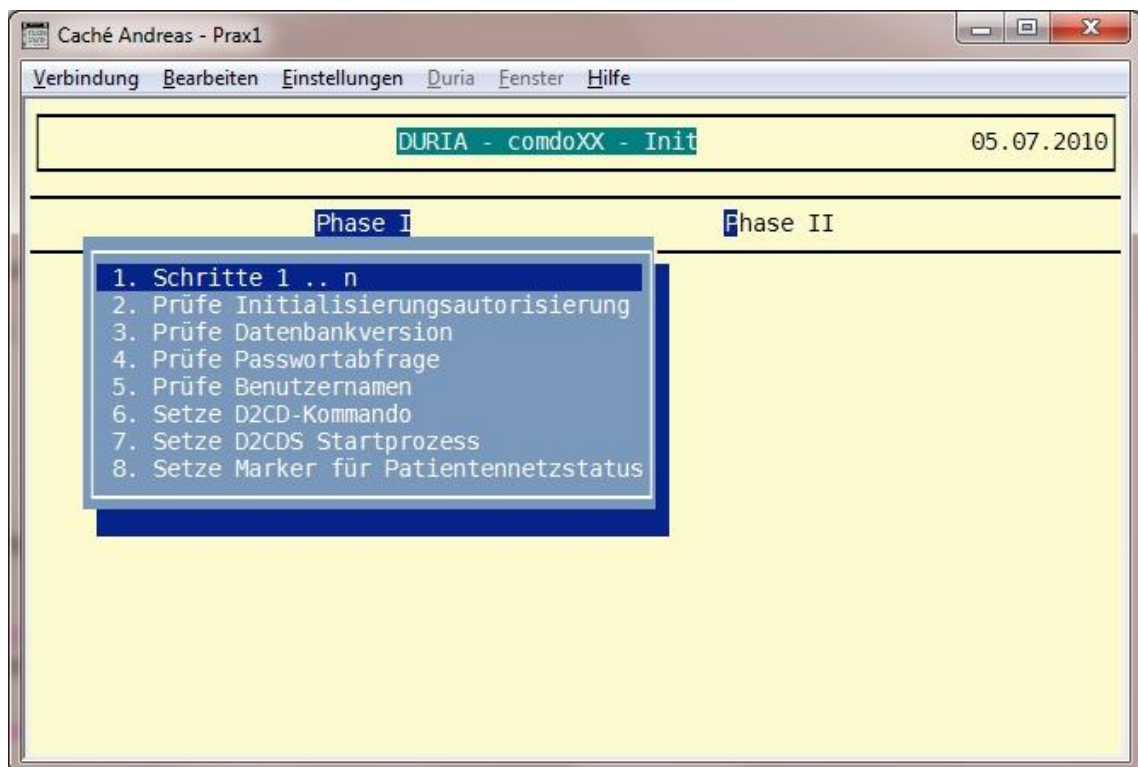 Caché Andreas - Prax1
Verbindung Bearbeiten Einstellungen Duria Fenster Hilfe
DURIA - comdoXX - Init 05.07.2010
Phase I Phase II
1. Schritte 1 .. n
2. Prüfe Initialisierungsautorisierung
3. Prüfe Datenbankversion
4. Prüfe Passwortabfrage
5. Prüfe Benutzernamen
6. Setze D2CD-Kommando
7. Setze D2CDS Startprozess
8. Setze Marker für Patientennetzstatus